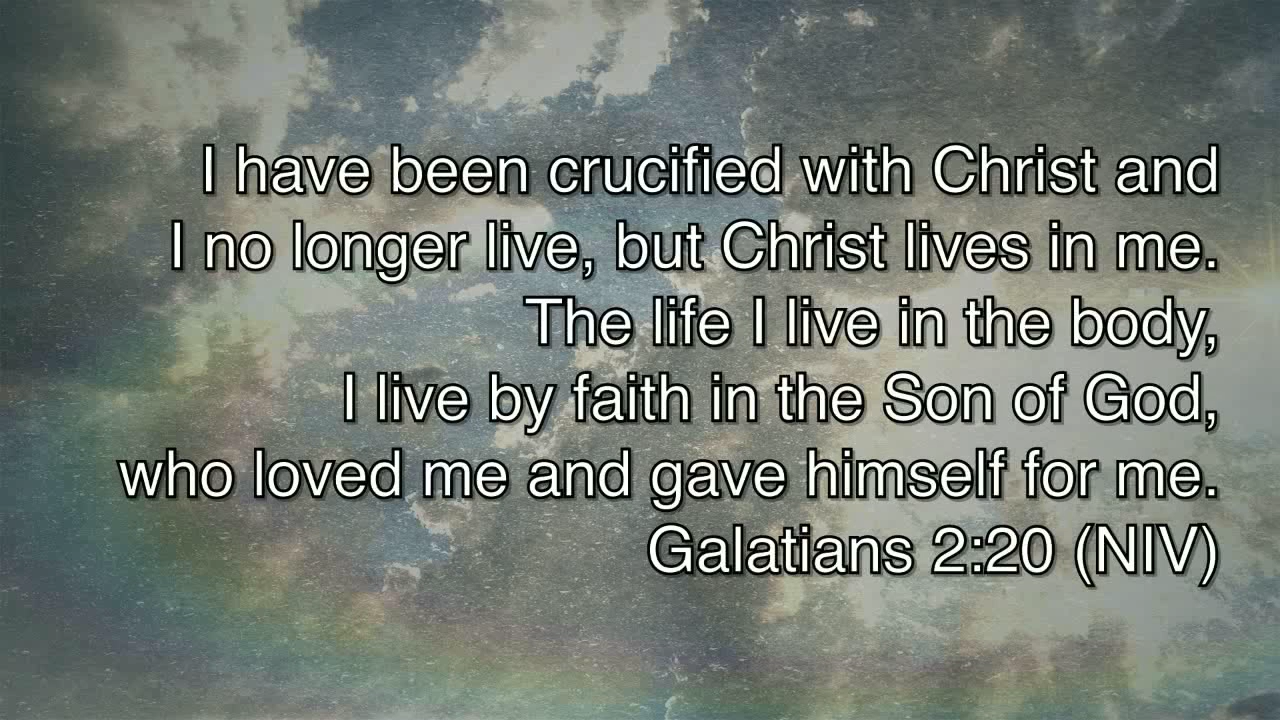 I have been crucified with Christ and
I no longer live, but Christ lives in me.
The life I live in the body,
I live by faith in the Son of God,
who loved me and gave himself for me.
Galatians 2:20 (NIV)